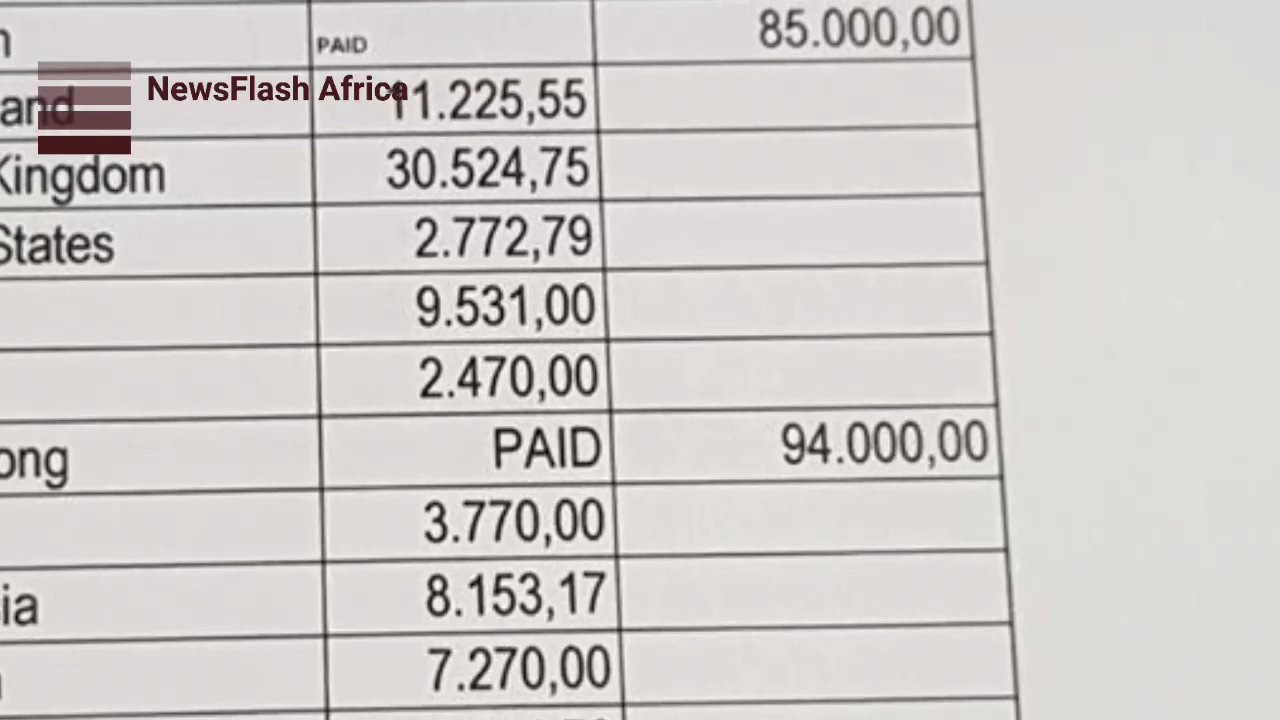 PAID 85.000,00
NewsFlash Africa
and 11.225,55
Kingdom 30.524,75
States 2.772,79
9.531,00
2.470,00
ong PAID 94.000,00
3.770,00
ia 8.153,17
7.270,00